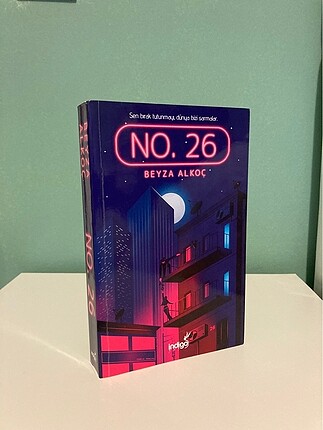 Sen bırak tutunmayı, dünya bizi sarmalar.
NO. 26
BEYZA ALKOÇ
BEYZA
ALKOÇ
NO. 26
indigo